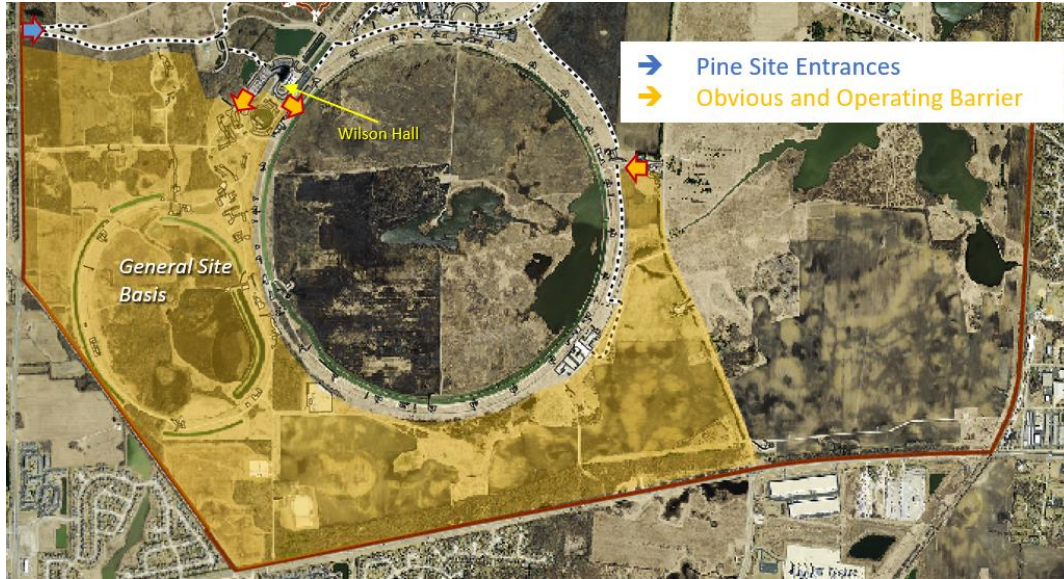 → Pine Site Entrances
→ Obvious and Operating Barrier
Wilson Hall
General Site
Basis